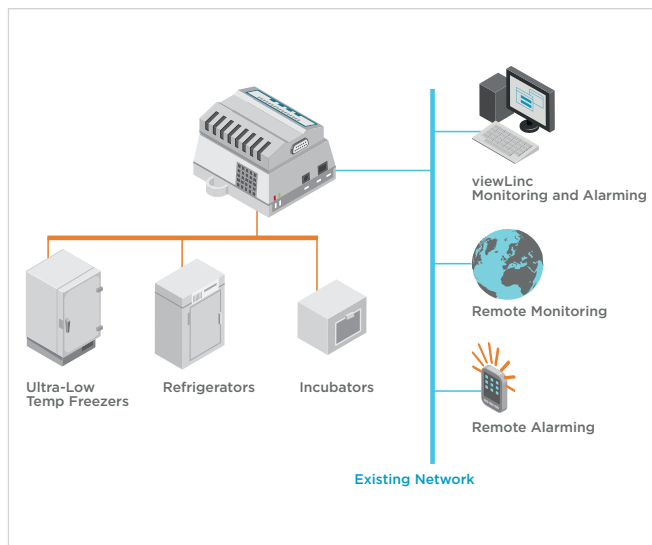 viewLinc
Monitoring and Alarming
Remote Monitoring
Ultra-Low
Temp Freezers
Refrigerators
Incubators
Remote Alarming
Existing Network